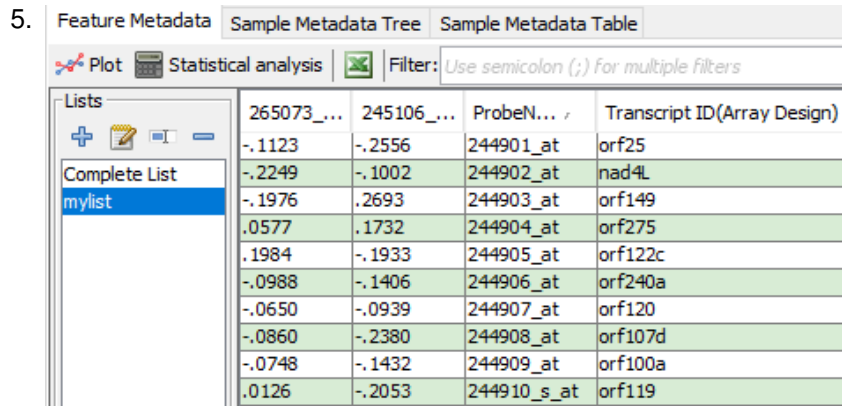 5. Feature Metadata Sample Metadata Tree Sample Metadata Table
Plot Statistical analysis Filter: Use semicolon (;) for multiple filters
Lists
265073_... 245106_... ProbeN... Transcript ID(Array Design)
-.1123 -.2556 244901_at orf25
Complete List -.2249 -.1002 244902_at nad4L
mylist -.1976 .2693 244903_at orf149
.0577 .1732 244904_at orf275
.1984 -.1933 244905_at orf122c
-.0988 -.1406 244906_at orf240a
-.0650 -.0939 244907_at orf120
-.0860 -.2380 244908_at orf107d
-.0748 -.1432 244909_at orf100a
.0126 -.2053 244910_s_at orf119